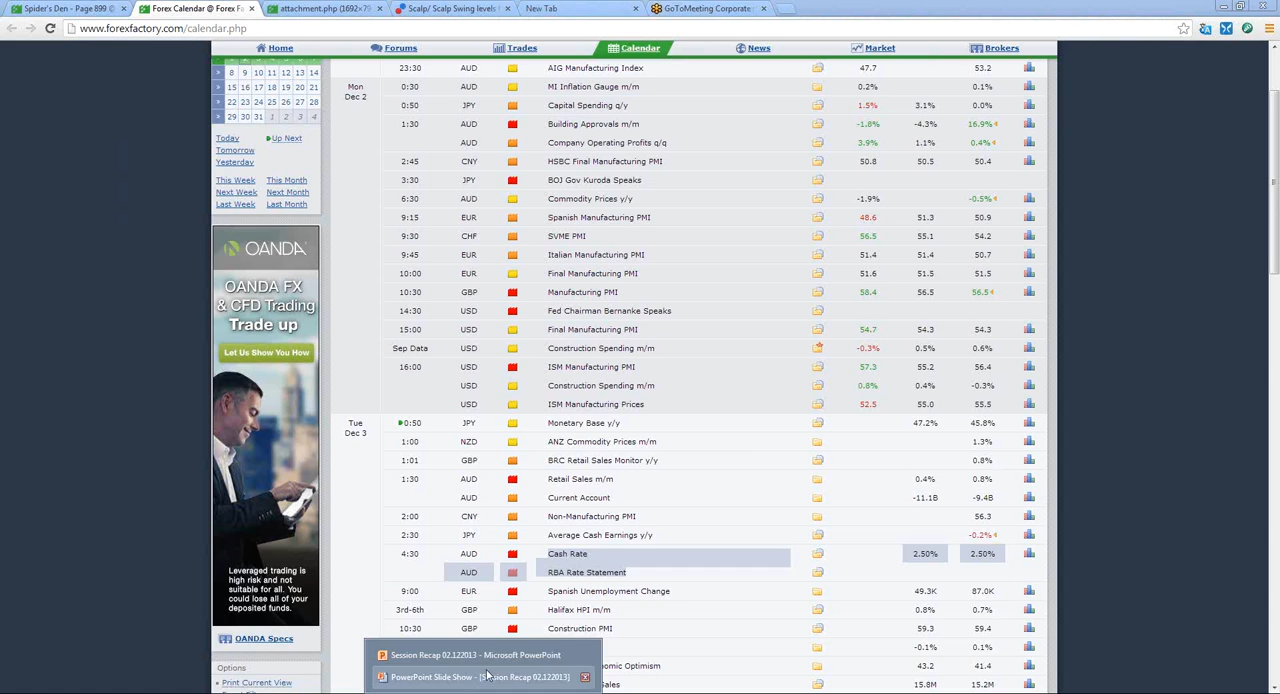 Spider's Den - Page 899
Forex Calendar @ Forex Fa
attachment.php (1692×79
Scalp/ Scalp Swing levels f
New Tab
GoToMeeting Corporate
www.forexfactory.com/calendar.php
Home
Forums
Trades
Calendar
News
Market
Brokers
8 9 10 11 12 13 14
15 16 17 18 19 20 21
22 23 24 25 26 27 28
29 30 31 1 2 3 4
Today
Up Next
Tomorrow
Yesterday
This Week
This Month
Next Week
Next Month
Last Week
Last Month
OANDA
OANDA FX
& CFD Trading
Trade up
Let Us Show You How
Leveraged trading is
high risk and not
suitable for all. You
could lose all of your
deposited funds.
OANDA Specs
Options
Print Current View
23:30 AUD AIG Manufacturing Index 47.7 53.2
Mon
Dec 2
0:30 AUD MI Inflation Gauge m/m 0.2% 0.1%
0:50 JPY Capital Spending q/y 1.5% 3.1% 0.0%
1:30 AUD Building Approvals m/m -1.8% -4.3% 16.9%
AUD Company Operating Profits q/q 3.9% 1.1% 0.4%
2:45 CNY HSBC Final Manufacturing PMI 50.8 50.5 50.4
3:30 JPY BOJ Gov Kuroda Speaks
6:30 AUD Commodity Prices y/y -1.9% -0.5%
9:15 EUR Spanish Manufacturing PMI 48.6 51.3 50.9
9:30 CHF SVME PMI 56.5 55.1 54.2
9:45 EUR Italian Manufacturing PMI 51.4 51.4 50.7
10:00 EUR Final Manufacturing PMI 51.6 51.5 51.5
10:30 GBP Manufacturing PMI 58.4 56.5 56.5
14:30 USD Fed Chairman Bernanke Speaks
15:00 USD Final Manufacturing PMI 54.7 54.3 54.3
Sep Data USD Construction Spending m/m -0.3% 0.5% 0.6%
16:00 USD ISM Manufacturing PMI 57.3 55.2 56.4
USD Construction Spending m/m 0.8% 0.4% -0.3%
USD ISM Manufacturing Prices 52.5 55.0 55.5
Tue
Dec 3
0:50 JPY Monetary Base y/y 47.2% 45.8%
1:00 NZD ANZ Commodity Prices m/m 1.3%
1:01 GBP BRC Retail Sales Monitor y/y 0.8%
1:30 AUD Retail Sales m/m 0.4% 0.8%
AUD Current Account -11.1B -9.4B
2:00 CNY Non-Manufacturing PMI 56.3
2:30 JPY Average Cash Earnings y/y -0.2%
4:30 AUD Cash Rate 2.50% 2.50%
AUD RBA Rate Statement
9:00 EUR Spanish Unemployment Change 49.3K 87.0K
3rd-6th GBP Halifax HPI m/m 0.8% 0.7%
10:30 GBP Construction PMI 59.3 59.4
-0.1% 0.1%
onomic Optimism 43.2 41.4
ales 15.8M 15.2M
Session Recap 02.122013 - Microsoft PowerPoint
PowerPoint Slide Show - [Session Recap 02.122013]